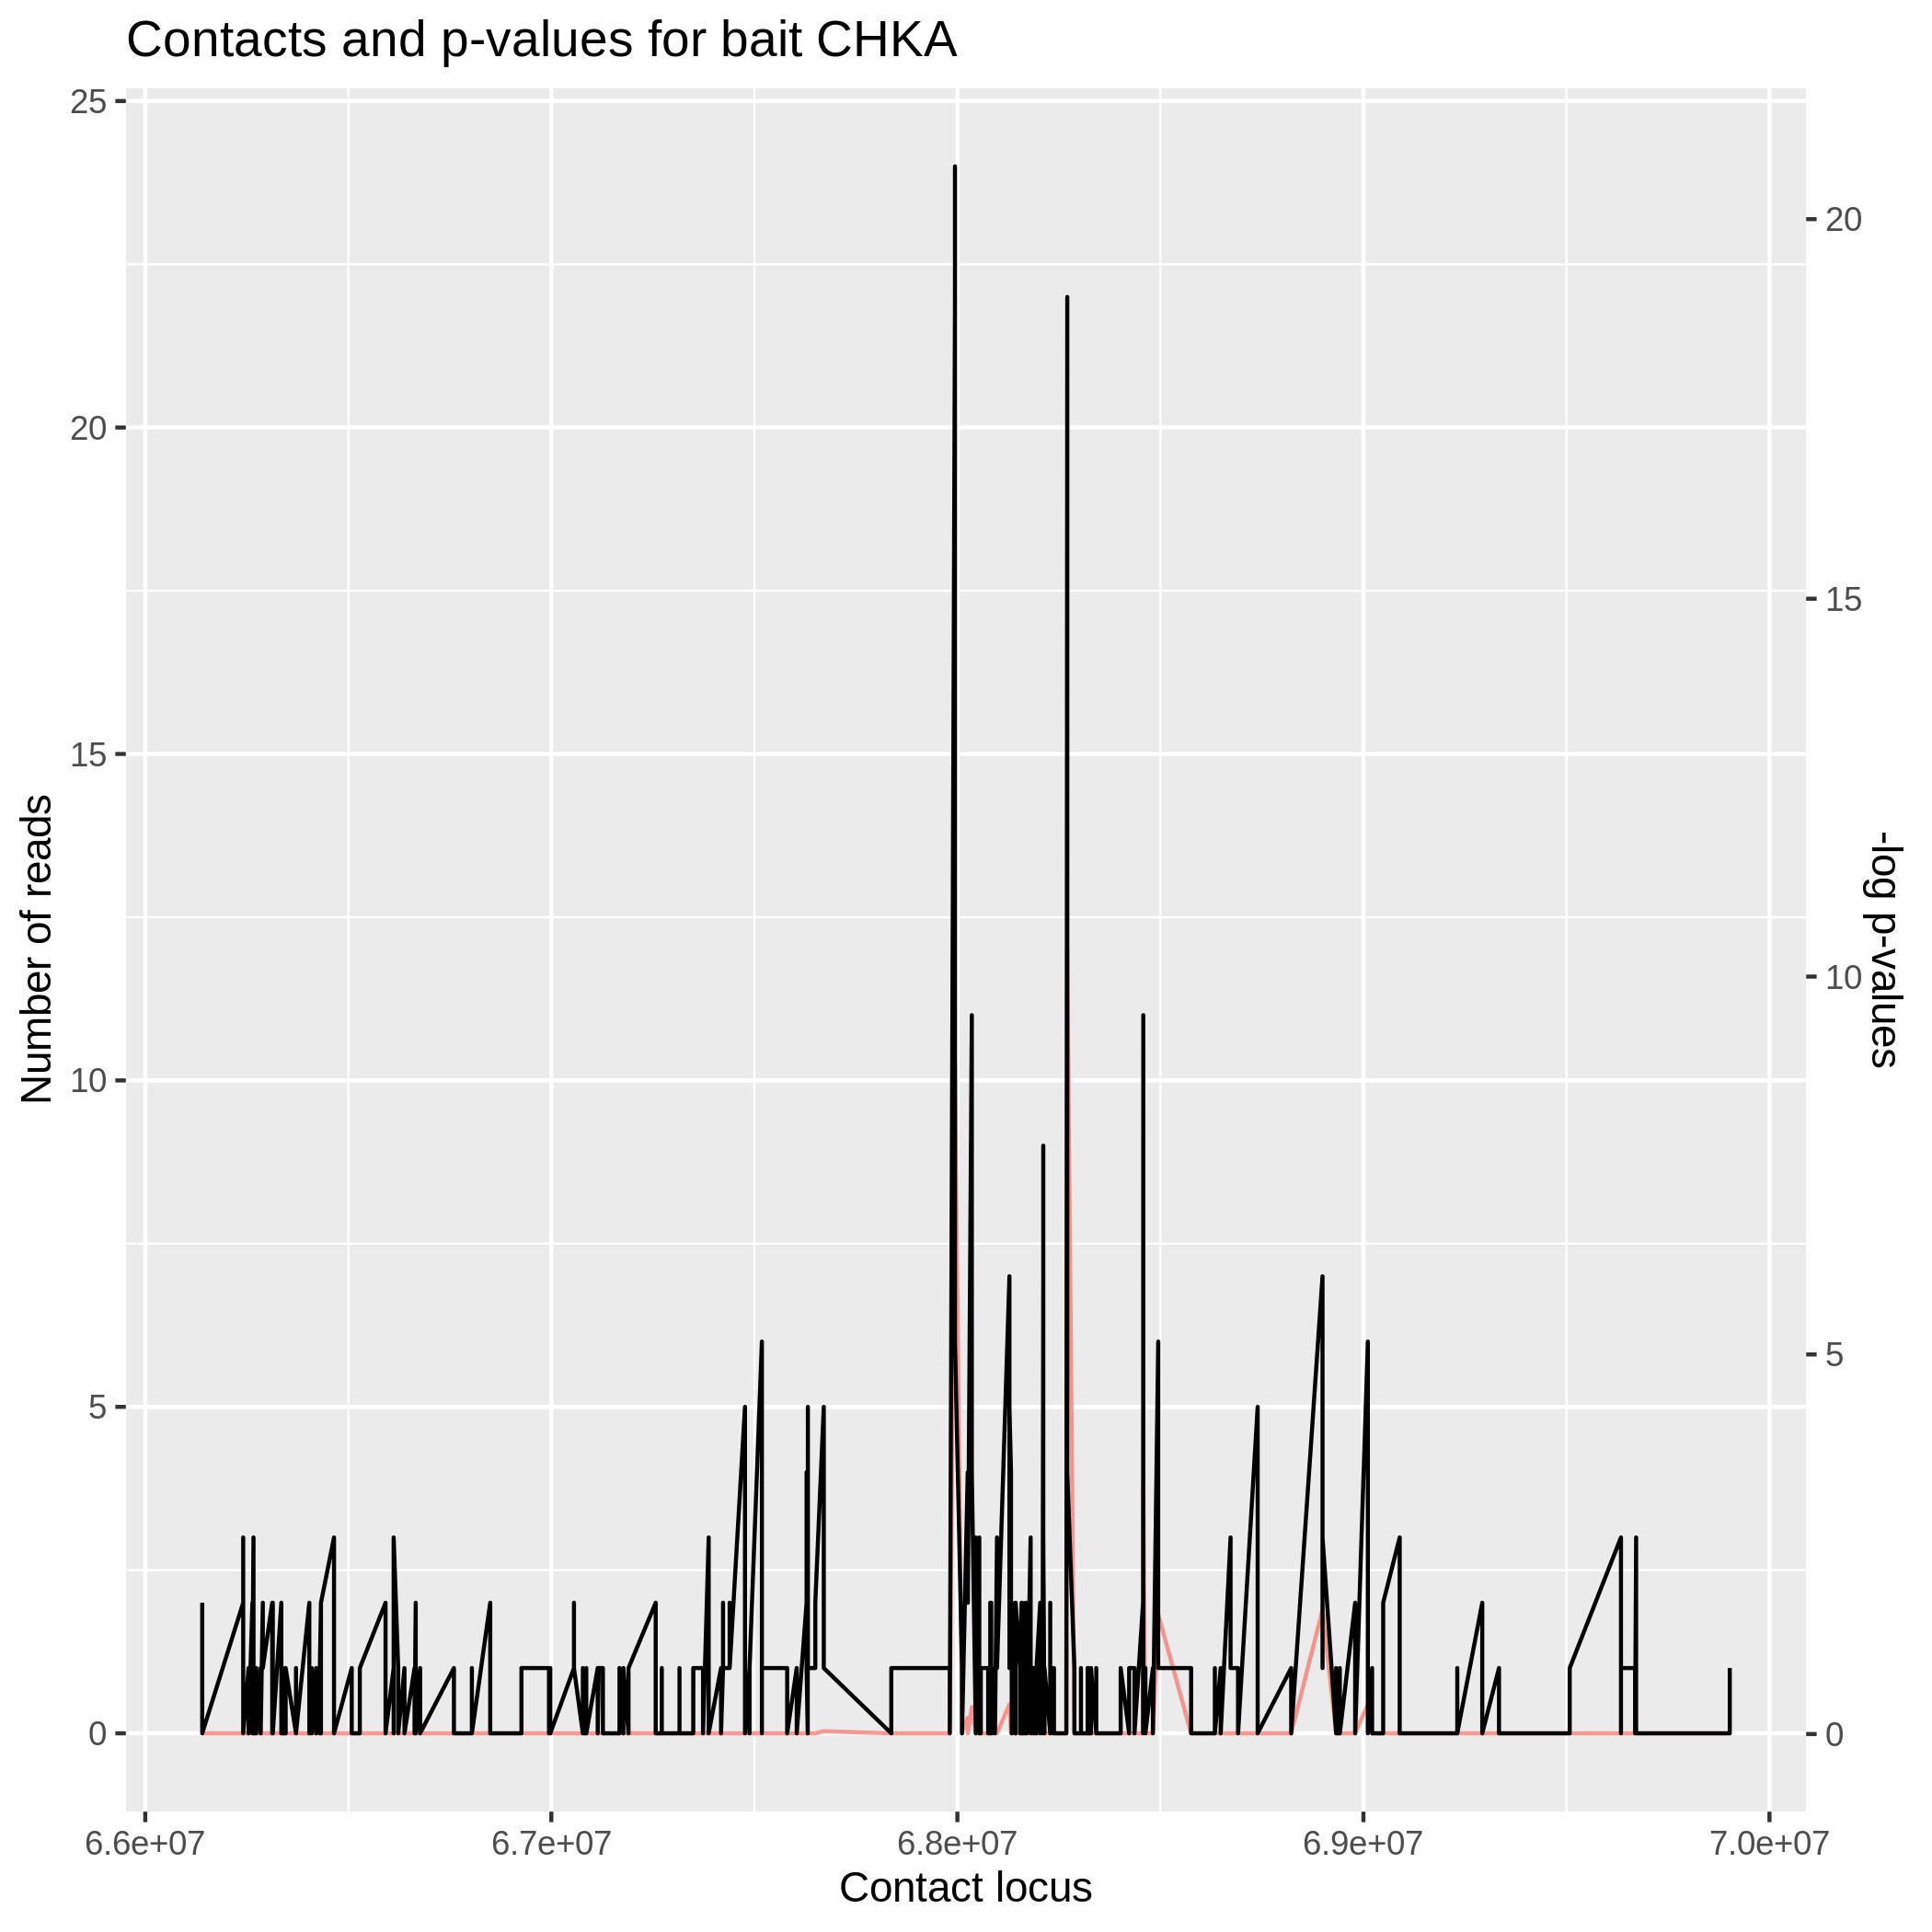 Contacts and p-values for bait CHKA
25
20
15
10
5
0
Number of reads
20
15
10
5
0
-log p-values
6.6e+07 6.7e+07 6.8e+07 6.9e+07 7.0e+07
Contact locus